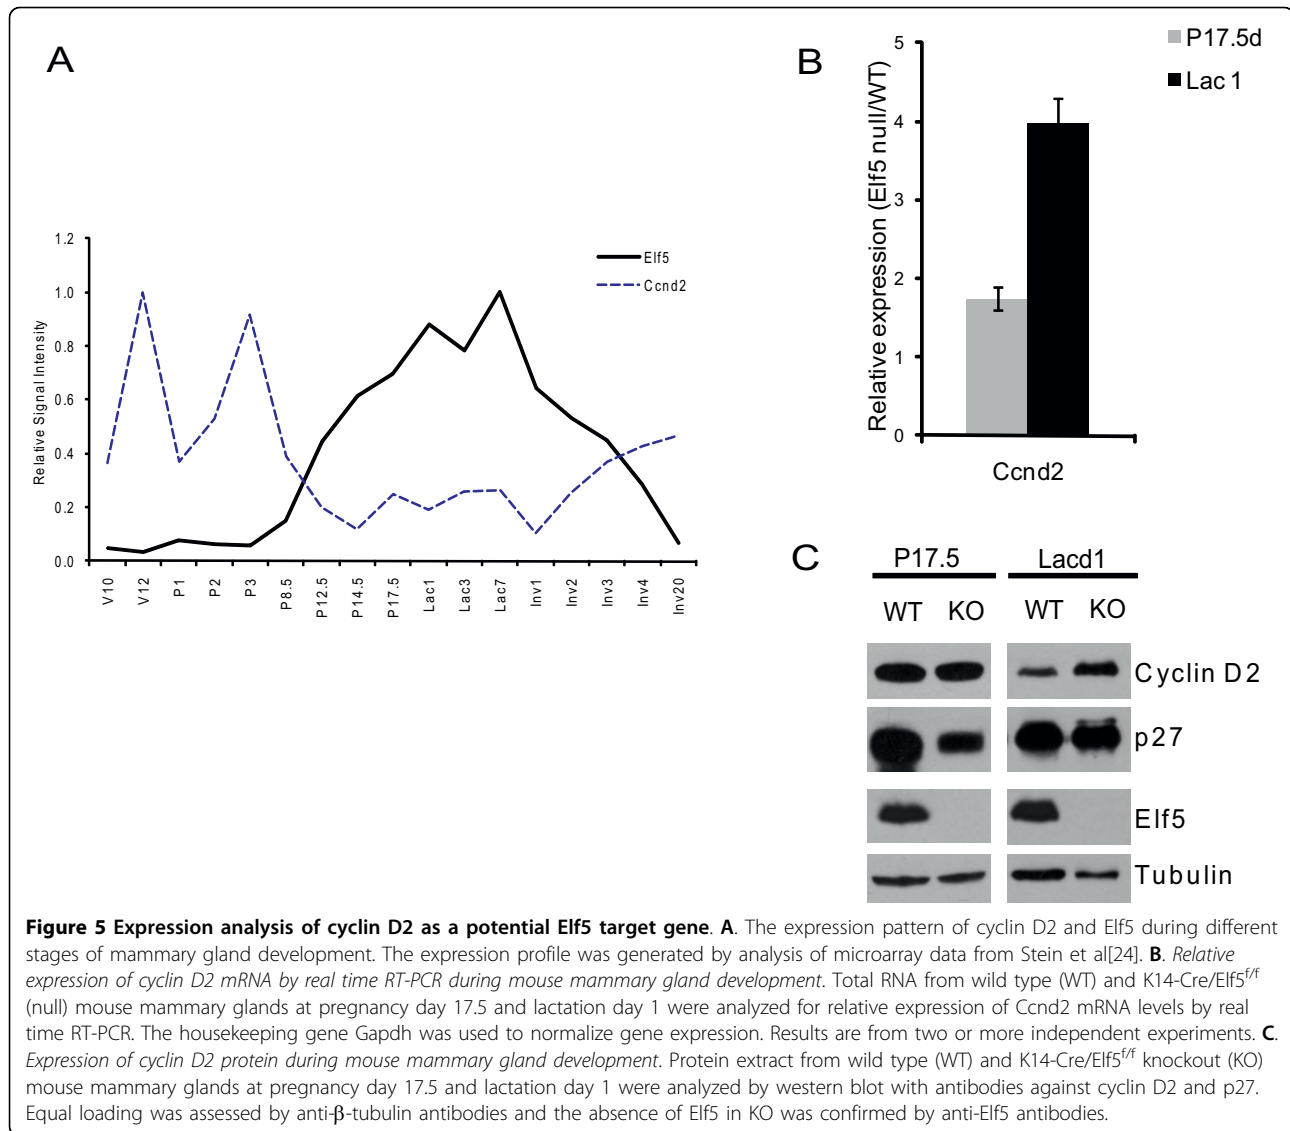 A
Relative Signal Intensity
1.2
1.0
0.8
0.6
0.4
0.2
0.0
Elf5
Ccnd2
V10
V12
P1
P2
P3
P8.5
P12.5
P14.5
P17.5
Lac1
Lac3
Lac7
Inv1
Inv2
Inv3
Inv4
Inv20
B
P17.5d
Lac 1
Relative expression (Elf5 null/WT)
5
4
3
2
1
0
Ccnd2
C
P17.5 Lacd1
WT KO WT KO
Cyclin D2
p27
Elf5
Tubulin
Figure 5 Expression analysis of cyclin D2 as a potential Elf5 target gene. A. The expression pattern of cyclin D2 and Elf5 during different
stages of mammary gland development. The expression profile was generated by analysis of microarray data from Stein et al[24]. B. Relative
expression of cyclin D2 mRNA by real time RT-PCR during mouse mammary gland development. Total RNA from wild type (WT) and K14-Cre/Elf5f/f
(null) mouse mammary glands at pregnancy day 17.5 and lactation day 1 were analyzed for relative expression of Ccnd2 mRNA levels by real
time RT-PCR. The housekeeping gene Gapdh was used to normalize gene expression. Results are from two or more independent experiments. C.
Expression of cyclin D2 protein during mouse mammary gland development. Protein extract from wild type (WT) and K14-Cre/Elf5f/f knockout (KO)
mouse mammary glands at pregnancy day 17.5 and lactation day 1 were analyzed by western blot with antibodies against cyclin D2 and p27.
Equal loading was assessed by anti-β-tubulin antibodies and the absence of Elf5 in KO was confirmed by anti-Elf5 antibodies.